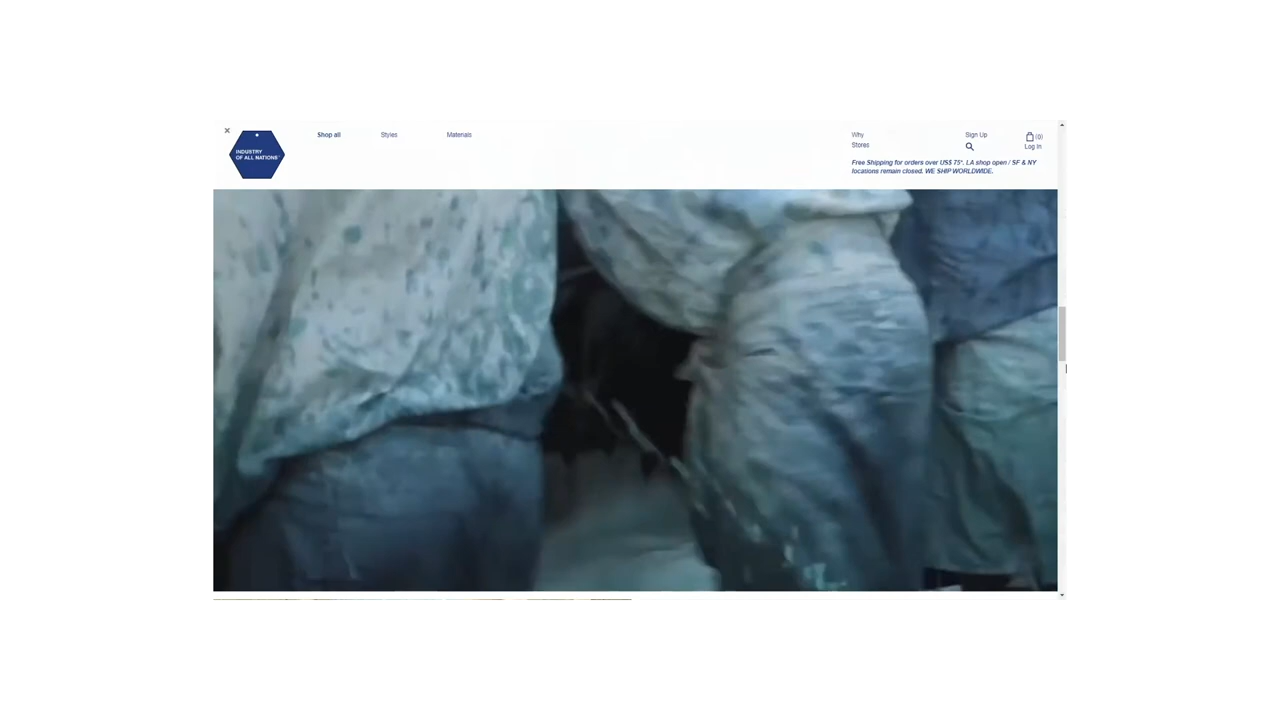 Shop all
Styles
Materials
Why
Stores
Sign Up
(0)
Log In
INDUSTRY
OF ALL NATIONS
Free Shipping for orders over US$ 75*. LA shop open / SF & NY
locations remain closed. WE SHIP WORLDWIDE.